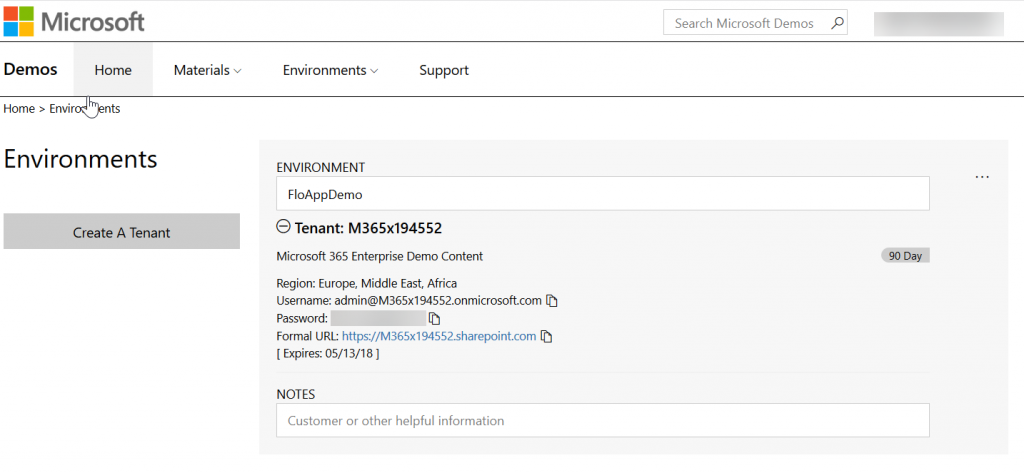 Microsoft
Search Microsoft Demos
Demos Home Materials Environments Support
Home > Environments
Environments
Create A Tenant
ENVIRONMENT
...
FloAppDemo
Tenant: M365x194552
Microsoft 365 Enterprise Demo Content
90 Day
Region: Europe, Middle East, Africa
Username: admin@M365x194552.onmicrosoft.com
Password:
Formal URL: https://M365x194552.sharepoint.com
[ Expires: 05/13/18 ]
NOTES
Customer or other helpful information